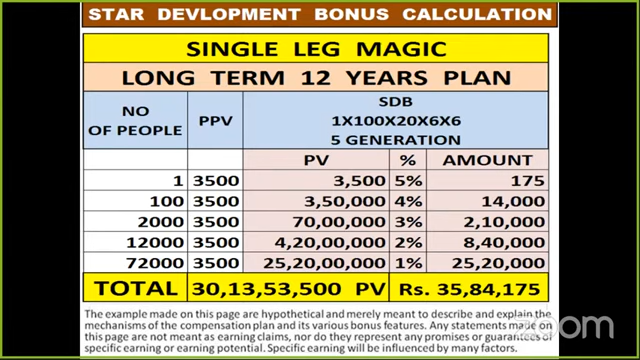 STAR DEVLOPMENT BONUS CALCULATION
SINGLE LEG MAGIC
LONG TERM 12 YEARS PLAN
NO OF PEOPLE PPV SDB
1X100X20X6X6
5 GENERATION
PV % AMOUNT
1 3500 3,500 5% 175
100 3500 3,50,000 4% 14,000
2000 3500 70,00,000 3% 2,10,000
12000 3500 4,20,00,000 2% 8,40,000
72000 3500 25,20,00,000 1% 25,20,000
TOTAL 30,13,53,500 PV Rs. 35,84,175
The example made on this page are hypothetical and merely meant to describe and explain the
mechanisms of the compensation plan and its various bonus features. Any statements made on
this page are not meant as earning claims, nor do they represent any promises or guarantees of
specific earning or earning potential. Specific earning will be influenced by many factors.
zoom